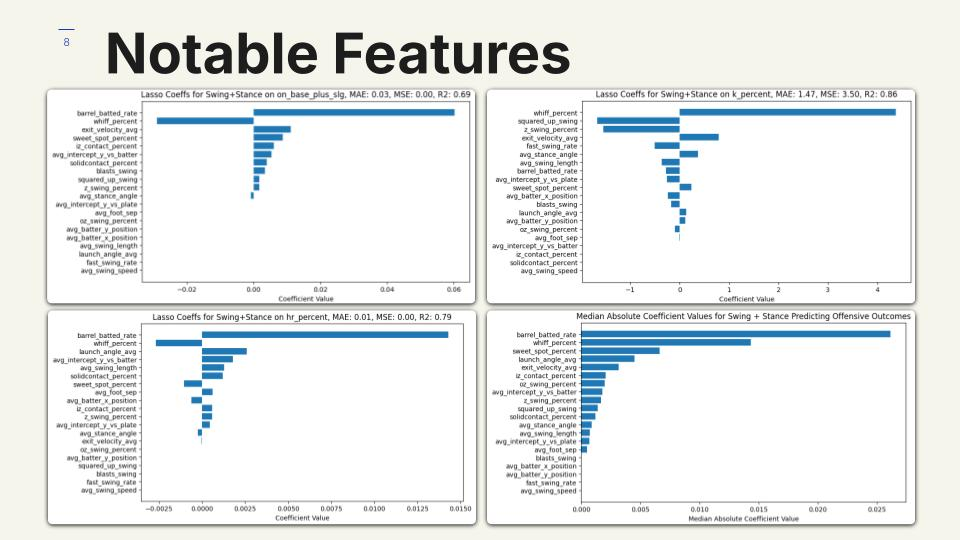 8
Notable Features
Lasso Coeffs for Swing+Stance on on_base_plus_slg, MAE: 0.03, MSE: 0.00, R2: 0.69
barrel_batted_rate
whiff_percent
exit_velocity_avg
sweet_spot_percent
iz_contact_percent
avg_intercept_y_vs_batter
solidcontact_percent
blasts_swing
squared_up_swing
z_swing_percent
avg_stance_angle
avg_intercept_y_vs_plate
avg_foot_sep
oz_swing_percent
avg_batter_y_position
avg_batter_x_position
avg_swing_length
launch_angle_avg
fast_swing_rate
avg_swing_speed
−0.02 0.00 0.02 0.04 0.06
Coefficient Value
Lasso Coeffs for Swing+Stance on k_percent, MAE: 1.47, MSE: 3.50, R2: 0.86
whiff_percent
squared_up_swing
z_swing_percent
exit_velocity_avg
fast_swing_rate
avg_stance_angle
avg_swing_length
barrel_batted_rate
avg_intercept_y_vs_plate
sweet_spot_percent
avg_batter_x_position
blasts_swing
launch_angle_avg
avg_batter_y_position
oz_swing_percent
avg_foot_sep
avg_intercept_y_vs_batter
iz_contact_percent
solidcontact_percent
avg_swing_speed
−1 0 1 2 3 4
Coefficient Value
Lasso Coeffs for Swing+Stance on hr_percent, MAE: 0.01, MSE: 0.00, R2: 0.79
barrel_batted_rate
whiff_percent
launch_angle_avg
avg_intercept_y_vs_batter
avg_swing_length
solidcontact_percent
sweet_spot_percent
avg_foot_sep
avg_batter_x_position
iz_contact_percent
z_swing_percent
avg_intercept_y_vs_plate
avg_stance_angle
exit_velocity_avg
oz_swing_percent
avg_batter_y_position
squared_up_swing
blasts_swing
fast_swing_rate
avg_swing_speed
−0.0025 0.0000 0.0025 0.0050 0.0075 0.0100 0.0125 0.0150
Coefficient Value
Median Absolute Coefficient Values for Swing + Stance Predicting Offensive Outcomes
barrel_batted_rate
whiff_percent
sweet_spot_percent
launch_angle_avg
exit_velocity_avg
iz_contact_percent
oz_swing_percent
avg_intercept_y_vs_batter
z_swing_percent
squared_up_swing
solidcontact_percent
avg_stance_angle
avg_swing_length
avg_intercept_y_vs_plate
avg_foot_sep
blasts_swing
avg_batter_x_position
avg_batter_y_position
fast_swing_rate
avg_swing_speed
0.000 0.005 0.010 0.015 0.020 0.025
Median Absolute Coefficient Value